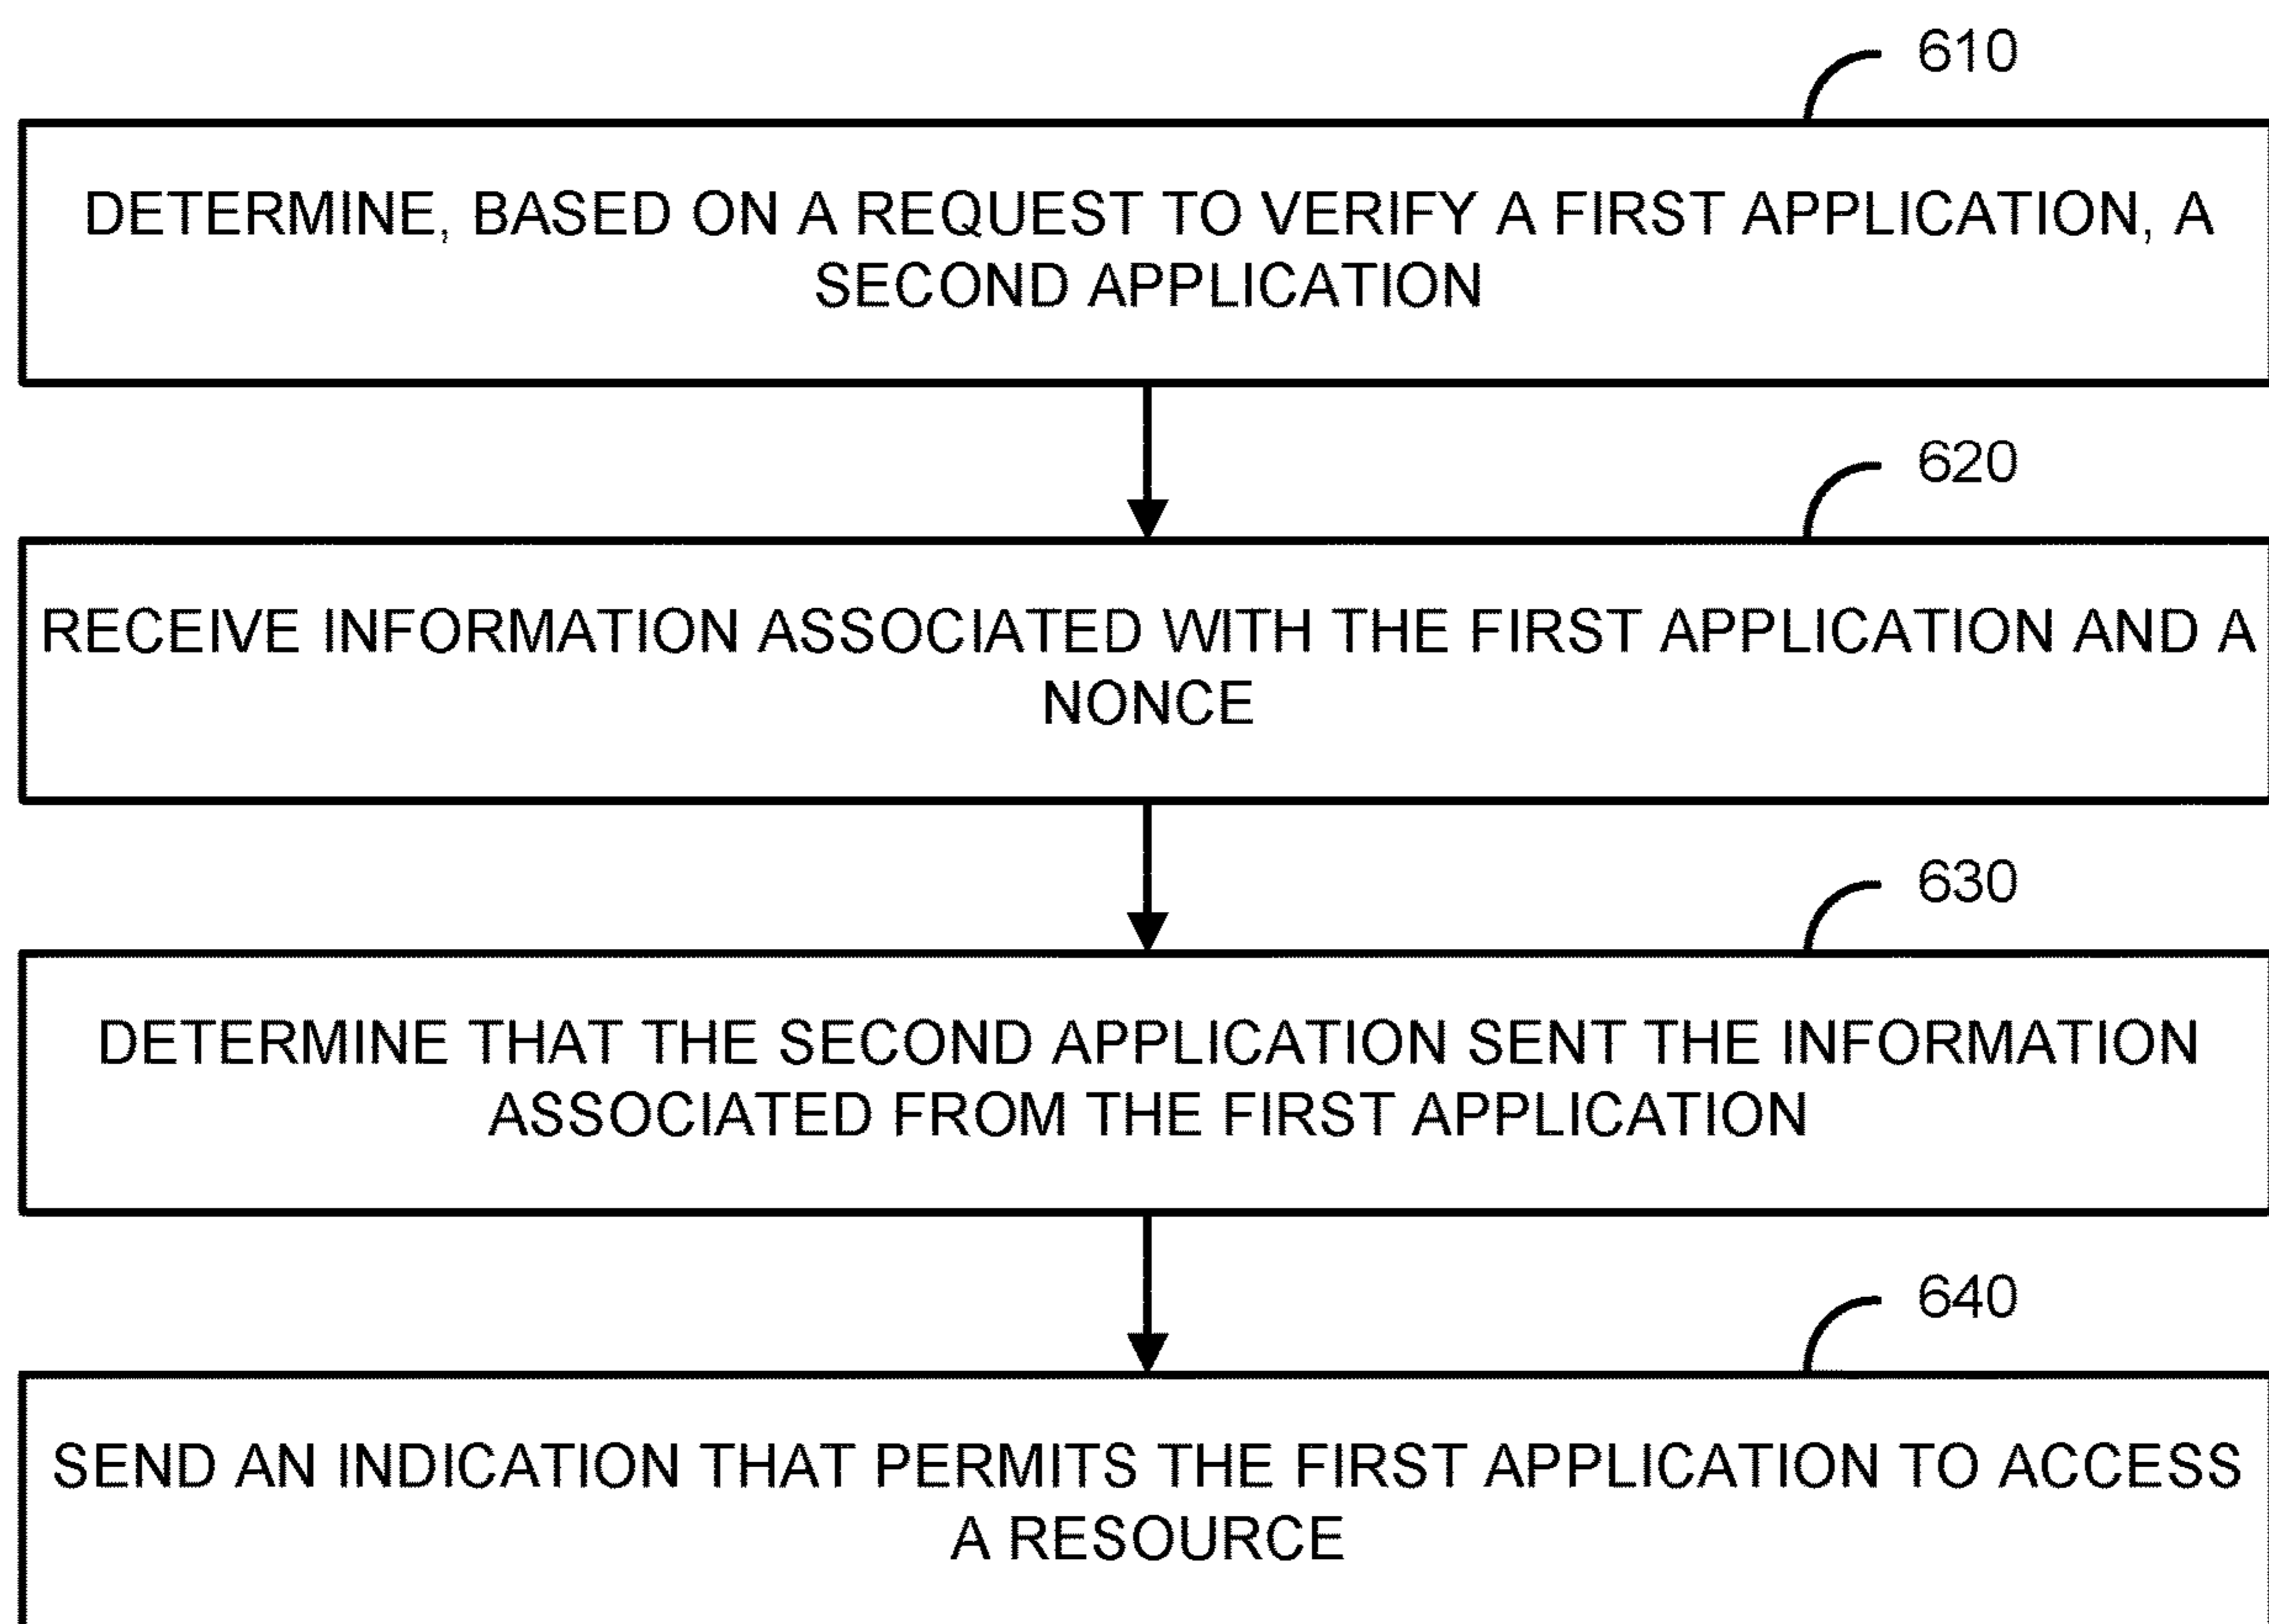 610
DETERMINE, BASED ON A REQUEST TO VERIFY A FIRST APPLICATION, A
SECOND APPLICATION
620
RECEIVE INFORMATION ASSOCIATED WITH THE FIRST APPLICATION AND A
NONCE
630
DETERMINE THAT THE SECOND APPLICATION SENT THE INFORMATION
ASSOCIATED FROM THE FIRST APPLICATION
640
SEND AN INDICATION THAT PERMITS THE FIRST APPLICATION TO ACCESS
A RESOURCE